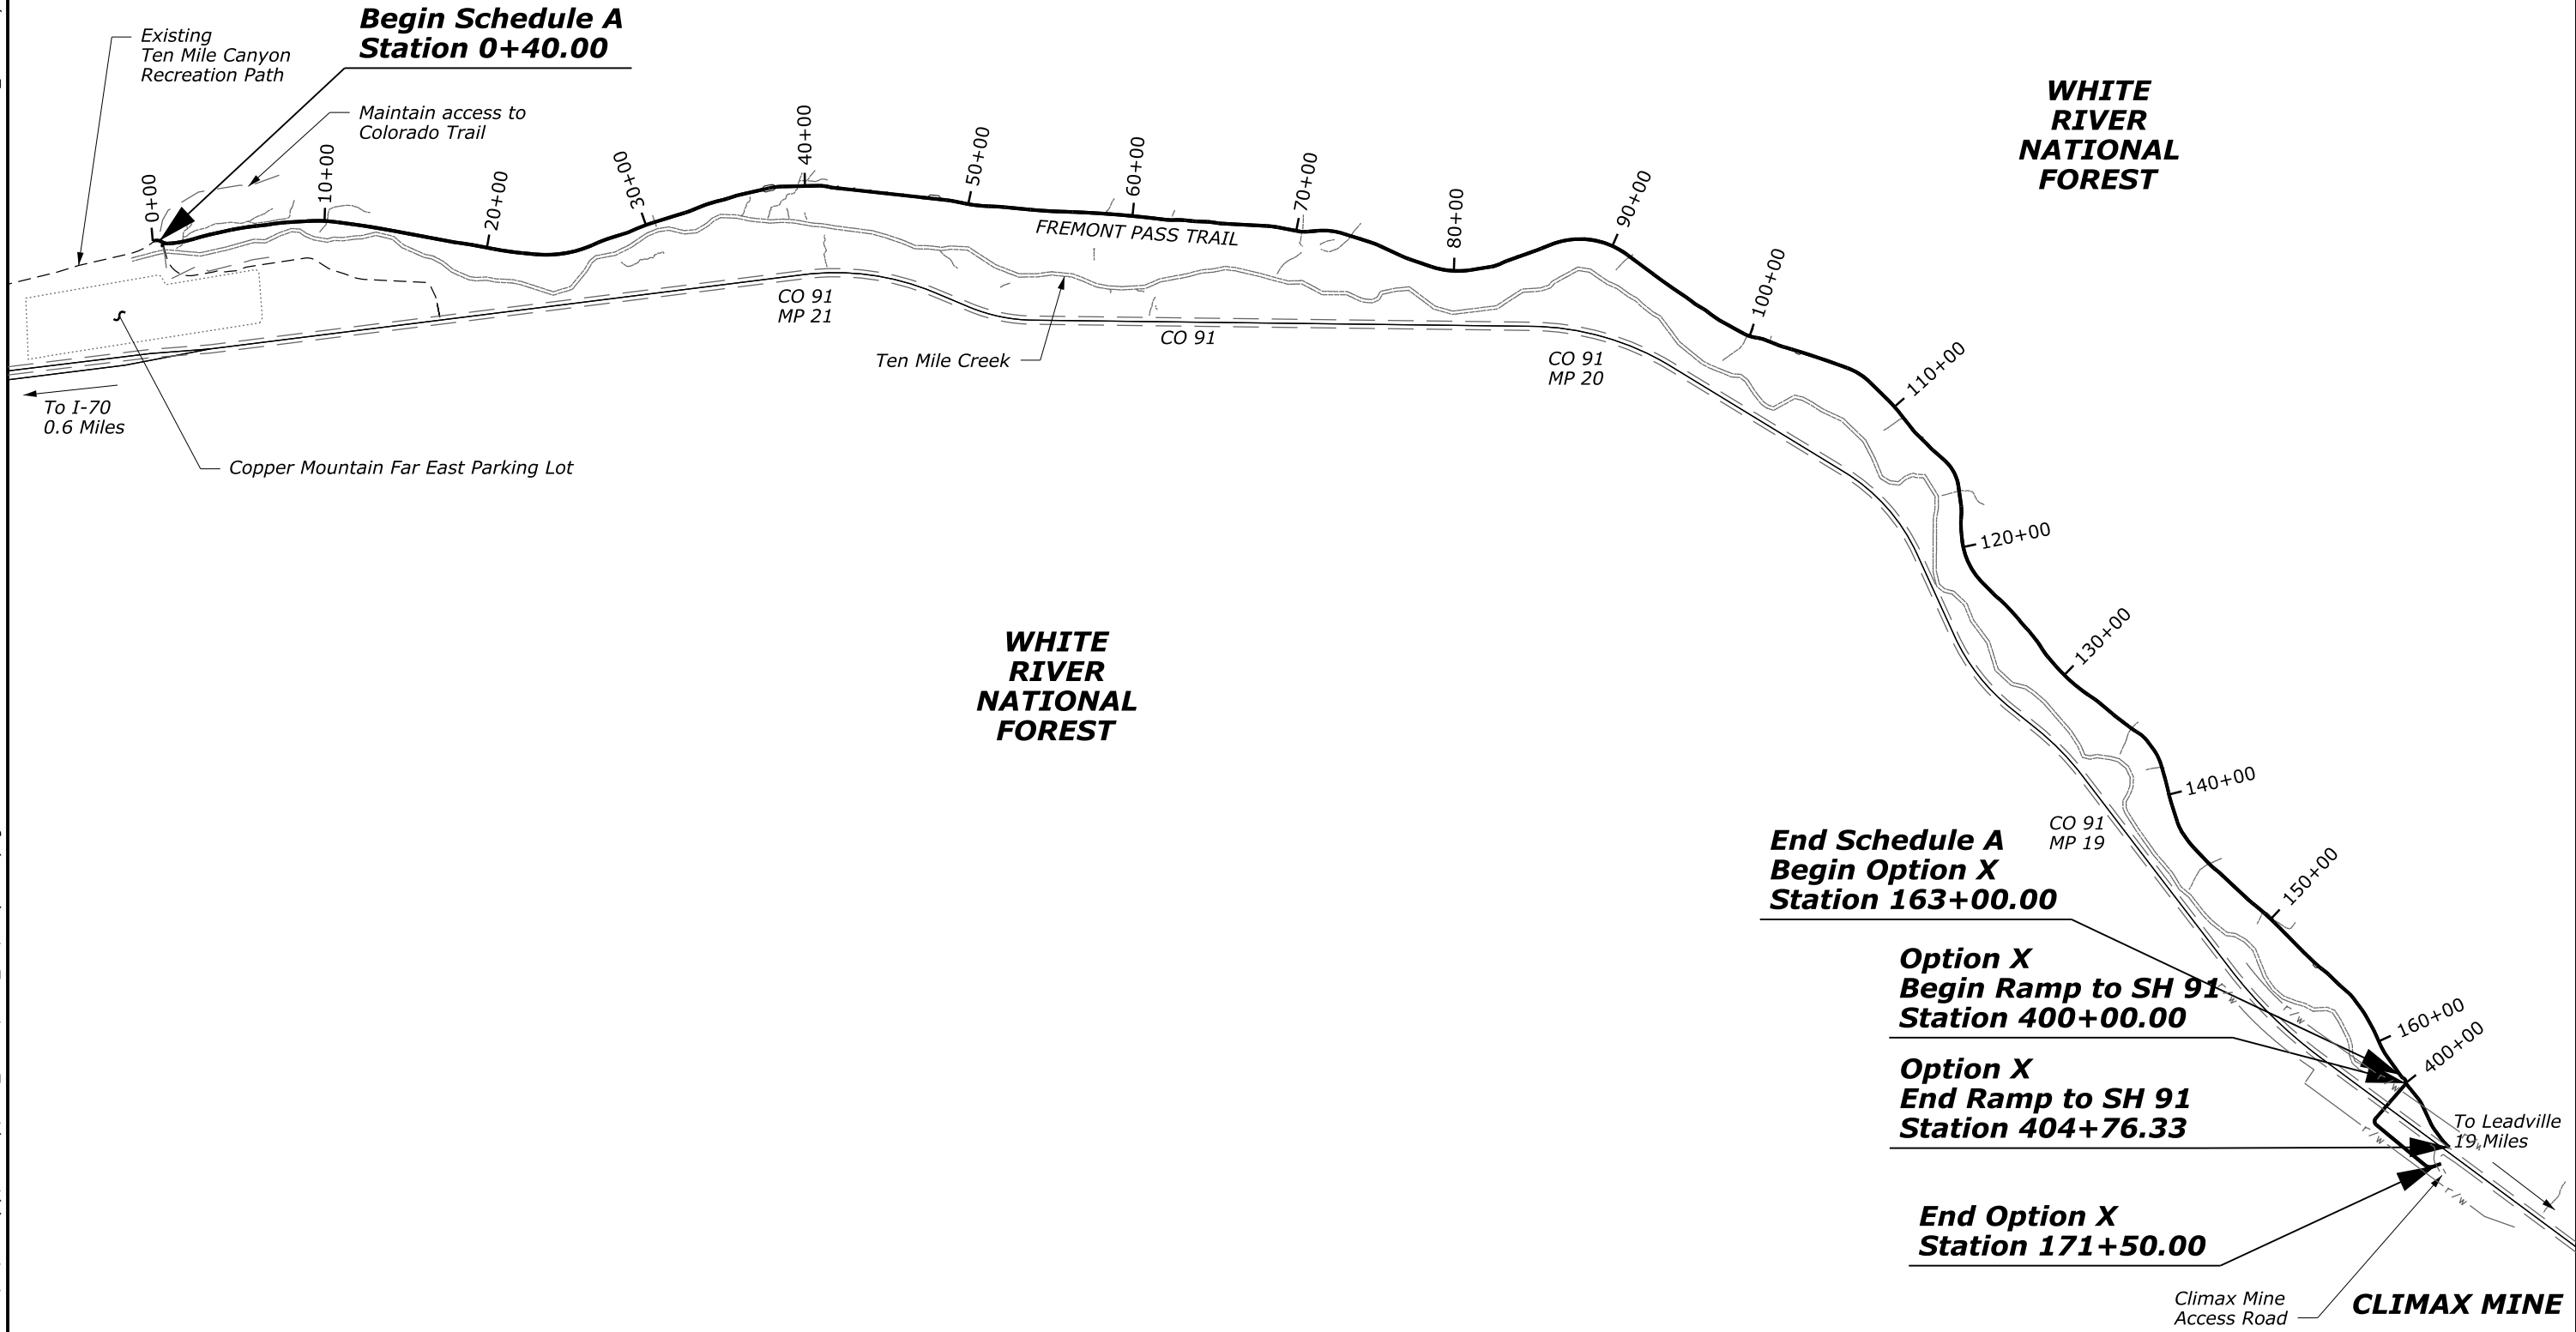 Begin Schedule A
Station 0+40.00
Existing
Ten Mile Canyon
Recreation Path
Maintain access to
Colorado Trail
WHITE
RIVER
NATIONAL
FOREST
0+00
10+00
20+00
30+00
40+00
50+00
60+00
70+00
80+00
90+00
100+00
110+00
120+00
130+00
140+00
150+00
160+00
400+00
FREMONT PASS TRAIL
CO 91
MP 21
CO 91
Ten Mile Creek
CO 91
MP 20
To I-70
0.6 Miles
Copper Mountain Far East Parking Lot
WHITE
RIVER
NATIONAL
FOREST
CO 91
MP 19
End Schedule A
Begin Option X
Station 163+00.00
Option X
Begin Ramp to SH 91
Station 400+00.00
r/w
r/w
r/w
Option X
End Ramp to SH 91
Station 404+76.33
To Leadville
19 Miles
r/w
r/w
End Option X
Station 171+50.00
Climax Mine
Access Road
CLIMAX MINE